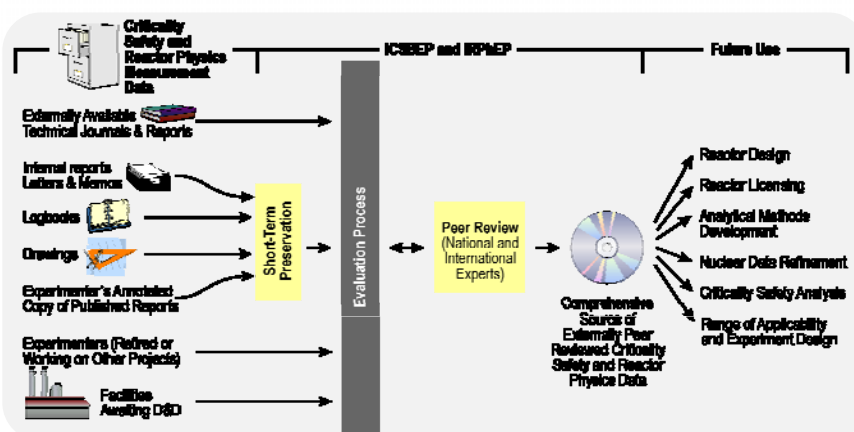 Criticality
Safety and
Reactor Physics
Measurement
Data
ICSBEP and IRPhEP
Future Use
Externally Available
Technical Journals & Reports
Internal reports
Letters & Memos
Logbooks
Drawings
Experimenter's Annotated
Copy of Published Reports
Experimenters (Retired or
Working on Other Projects)
Facilities
Awaiting D&D
Short-Term
Preservation
Evaluation Process
Peer Review
(National and
International
Experts)
Comprehensive
Source of
Externally Peer
Reviewed Criticality
Safety and Reactor
Physics Data
Reactor Design
Reactor Licensing
Analytical Methods
Development
Nuclear Data Refinement
Criticality Safety Analysis
Range of Applicability
and Experiment Design